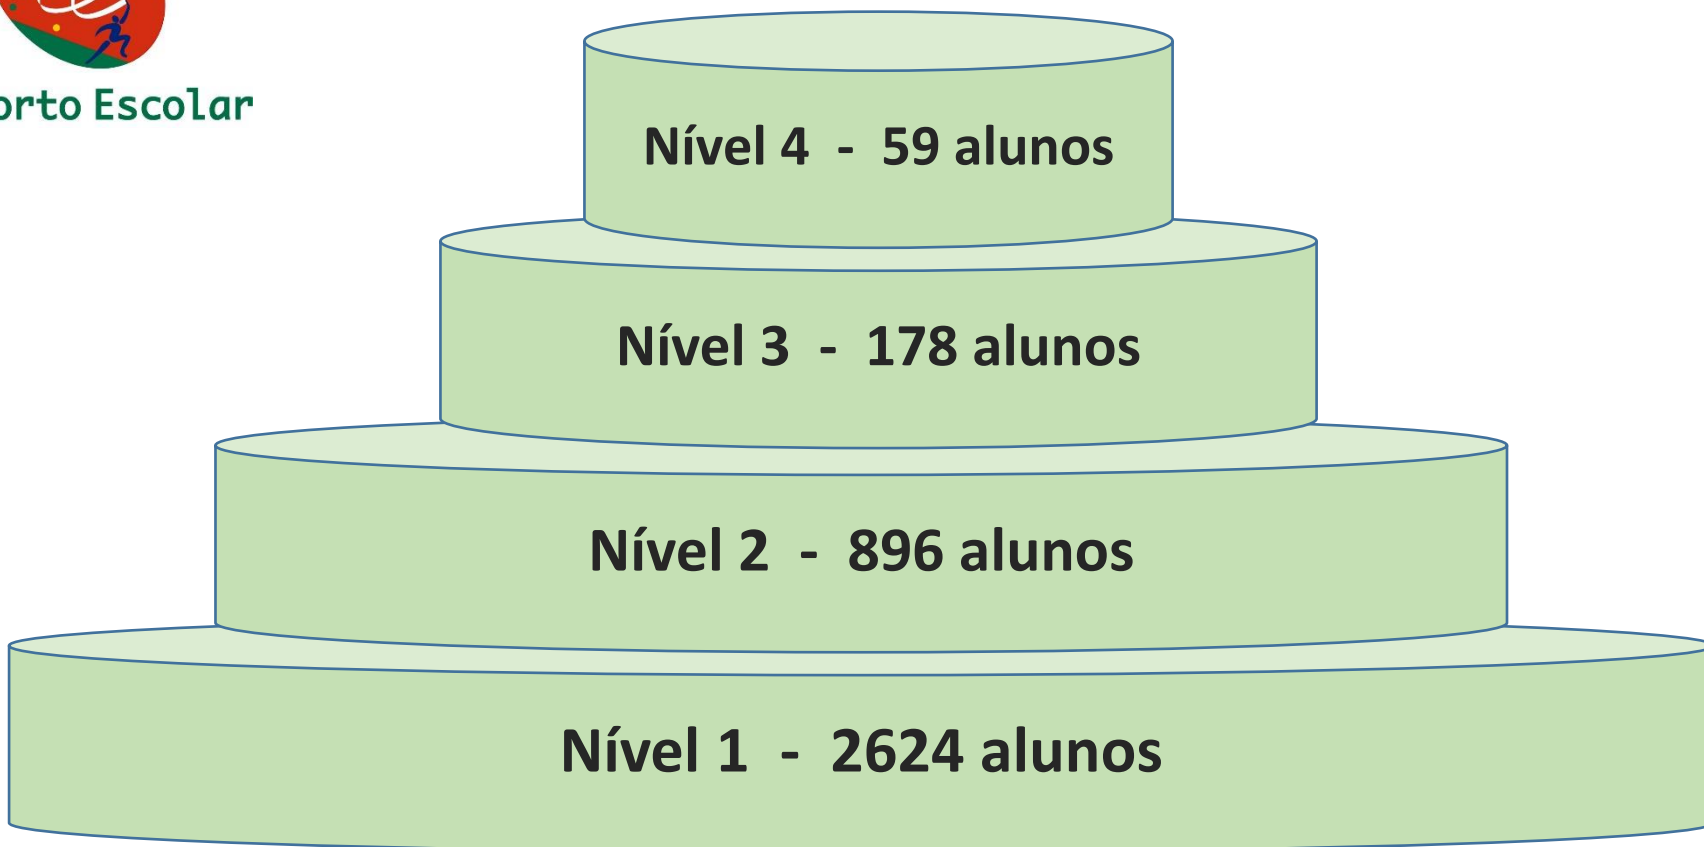 orto Escolar
Nível 4 - 59 alunos
Nível 3 - 178 alunos
Nível 2 - 896 alunos
Nível 1 - 2624 alunos